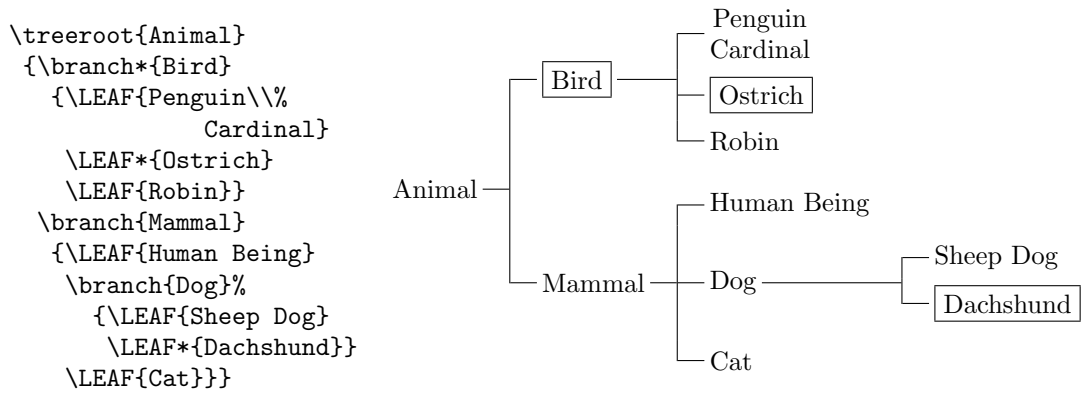 \treeroot{Animal}
{\branch*{Bird}
{\LEAF{Penguin\\%
Cardinal}
\LEAF*{Ostrich}
\LEAF{Robin}}
\branch{Mammal}
{\LEAF{Human Being}
\branch{Dog}%
{\LEAF{Sheep Dog}
\LEAF*{Dachshund}}
\LEAF{Cat}}}
Animal
Bird
Penguin
Cardinal
Ostrich
Robin
Mammal
Human Being
Dog
Sheep Dog
Dachshund
Cat